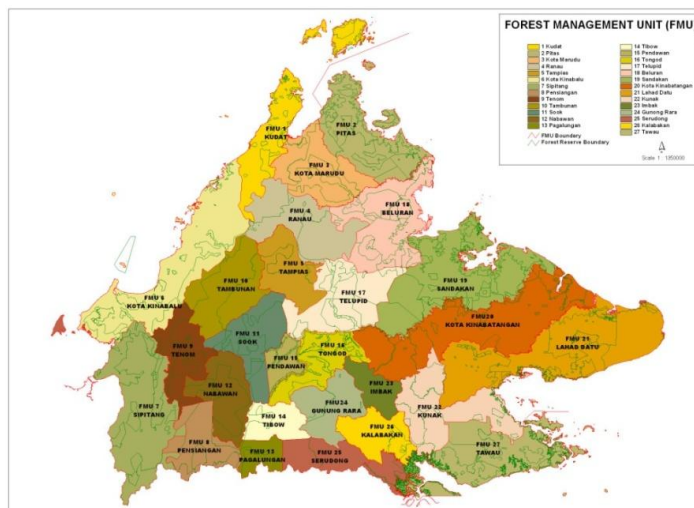 FOREST MANAGEMENT UNIT (FMU
1 Kudat
2 Pitas
3 Kota Marudu
4 Ranau
5 Tampias
6 Kota Kinabalu
7 Sipitang
8 Pensiangan
9 Tenom
10 Tambunan
11 Sook
12 Nabawan
13 Pagalungan
14 Tibow
15 Pendawan
16 Tongod
17 Telupid
18 Beluran
19 Sandakan
20 Kota Kinabatangan
21 Lahad Datu
22 Kunak
23 Imbak
24 Gunong Rara
25 Serudong
26 Kalabakan
27 Tawau
FMU Boundary
Forest Reserve Boundary
FMU 1
KUDAT
FMU 2
PITAS
FMU 3
KOTA MARUDU
FMU 4
RANAU
FMU 18
BELURAN
FMU 5
TAMPIAS
FMU 10
TAMBUNAN
FMU 17
TELUPID
FMU 19
SANDAKAN
FMU 6
KOTA KINABALU
FMU20
KOTA KINABATANGAN
FMU 21
LAHAD DATU
FMU 9
TENOM
FMU 11
SOOK
FMU 15
PENDAWAN
FMU 16
TONGOD
FMU 12
NABAWAN
FMU 23
IMBAK
FMU 7
SIPITANG
FMU 14
TIBOW
FMU24
GUNUNG RARA
FMU 22
KUNAK
FMU 26
KALABAKAN
FMU 8
PENSIANGAN
FMU 13
PAGALUNGAN
FMU 25
SERUDONG
FMU 27
TAWAU